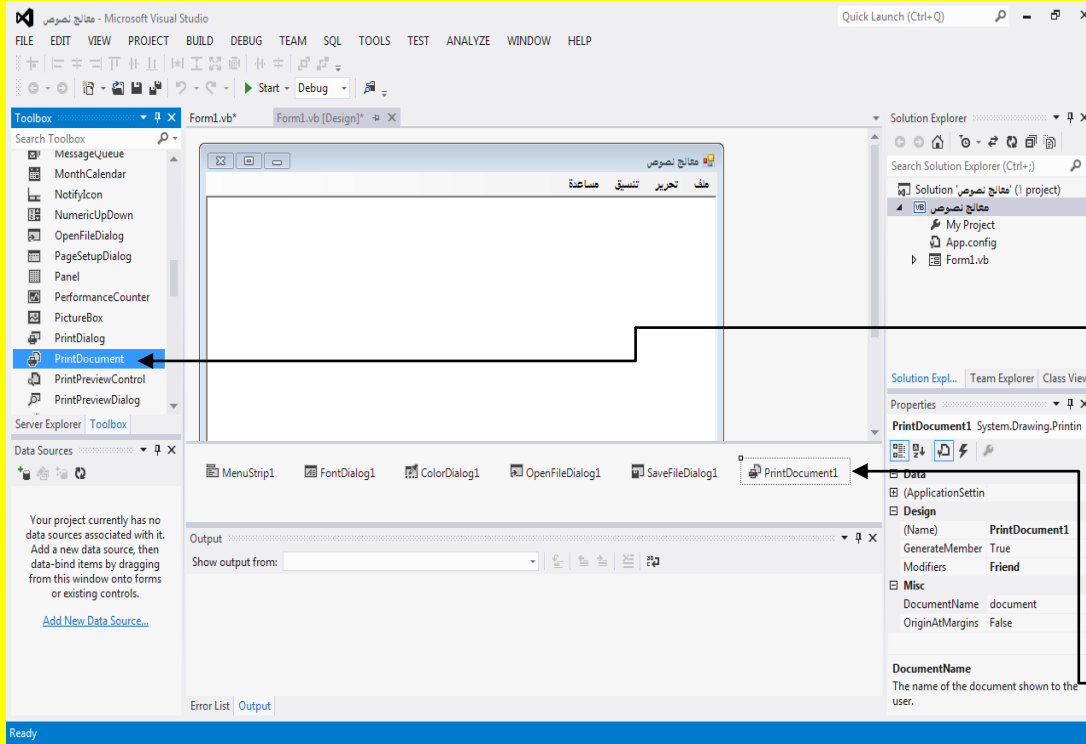 معالج نصوص - Microsoft Visual Studio
Quick Launch (Ctrl+Q)
FILE EDIT VIEW PROJECT BUILD DEBUG TEAM SQL TOOLS TEST ANALYZE WINDOW HELP
Start Debug
Toolbox
Search Toolbox
MessageQueue
MonthCalendar
NotifyIcon
NumericUpDown
OpenFileDialog
PageSetupDialog
Panel
PerformanceCounter
PictureBox
PrintDialog
PrintDocument
PrintPreviewControl
PrintPreviewDialog
Server Explorer Toolbox
Data Sources
Your project currently has no
data sources associated with it.
Add a new data source, then
data-bind items by dragging
from this window onto forms
or existing controls.
Add New Data Source...
Form1.vb* Form1.vb [Design]*
معالج نصوص
ملف تحرير تنسيق مساعدة
MenuStrip1 FontDialog1 ColorDialog1 OpenFileDialog1 SaveFileDialog1 PrintDocument1
Output
Show output from:
Error List Output
Solution Explorer
Search Solution Explorer (Ctrl+;)
Solution 'معالج نصوص' (١ project)
معالج نصوص
My Project
App.config
Form1.vb
Solution Expl... Team Explorer Class View
Properties
PrintDocument1 System.Drawing.Printin
Data
(ApplicationSettin
Design
(Name) PrintDocument1
GenerateMember True
Modifiers Friend
Misc
DocumentName document
OriginAtMargins False
DocumentName
The name of the document shown to the
user.
Ready